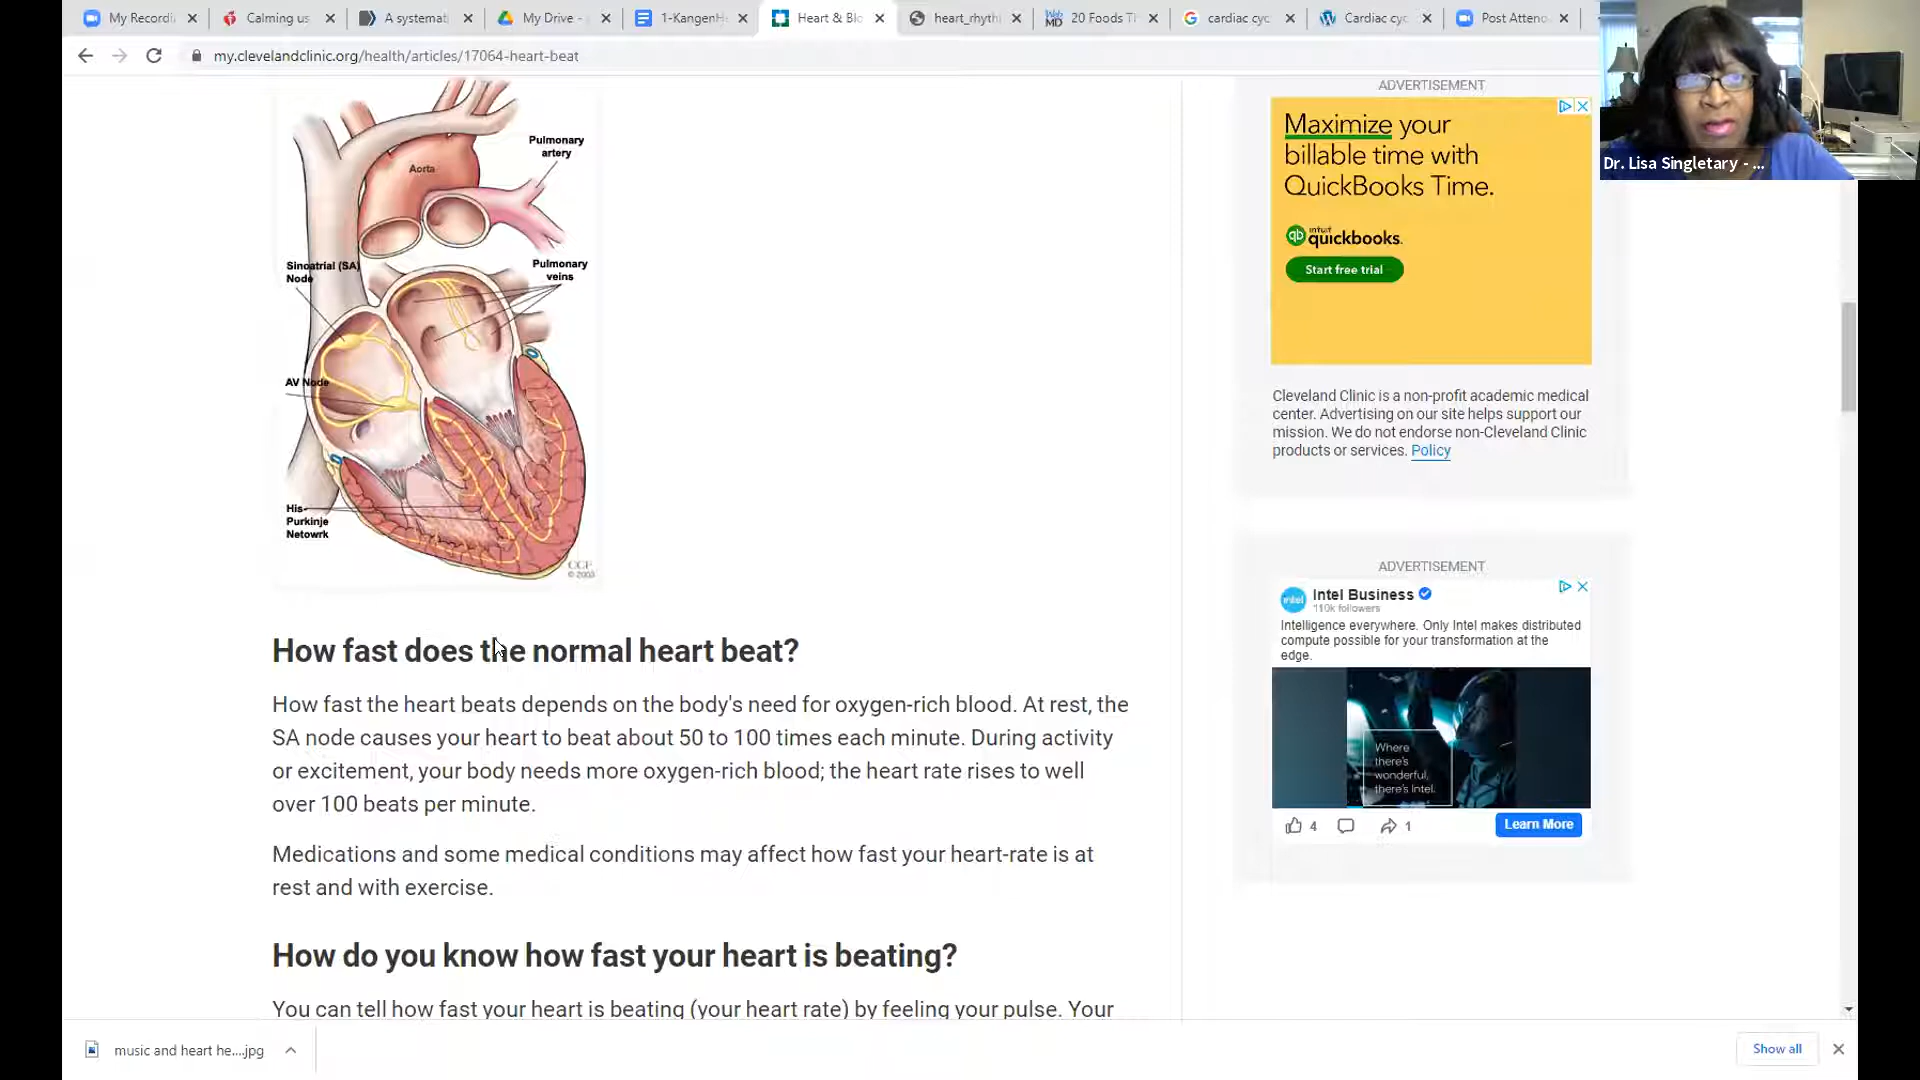 My Recordi
Calming us
A systemat
My Drive -
1-KangenH
Heart & Blo
heart_rhyth
Web MD
20 Foods Th
cardiac cyc
Cardiac cyc
Post Atteno
my.clevelandclinic.org/health/articles/17064-heart-beat
Dr. Lisa Singletary - ...
Pulmonary
artery
Aorta
Sinoatrial (SA)
Node
Pulmonary
veins
AV Node
His-
Purkinje
Netowrk
CCF
© 2003
How fast does the normal heart beat?
How fast the heart beats depends on the body's need for oxygen-rich blood. At rest, the
SA node causes your heart to beat about 50 to 100 times each minute. During activity
or excitement, your body needs more oxygen-rich blood; the heart rate rises to well
over 100 beats per minute.
Medications and some medical conditions may affect how fast your heart-rate is at
rest and with exercise.
How do you know how fast your heart is beating?
You can tell how fast your heart is beating (your heart rate) by feeling your pulse. Your
ADVERTISEMENT
Maximize your
billable time with
QuickBooks Time.
qb intuit quickbooks.
Start free trial
Cleveland Clinic is a non-profit academic medical
center. Advertising on our site helps support our
mission. We do not endorse non-Cleveland Clinic
products or services. Policy
ADVERTISEMENT
intel Intel Business
110k followers
Intelligence everywhere. Only Intel makes distributed
compute possible for your transformation at the
edge.
Where
there's
wonderful,
there's Intel.
4
1
Learn More
music and heart he....jpg
Show all